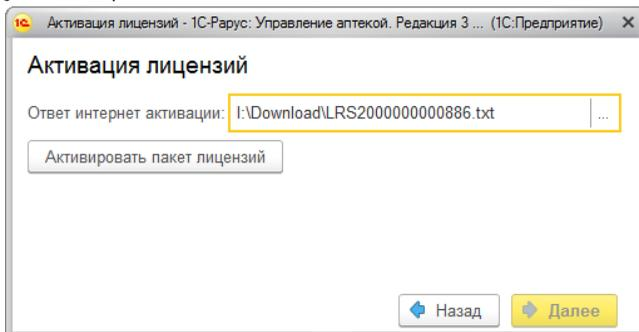 Активация лицензий - 1С-Рарус: Управление аптекой. Редакция 3 ... (1С:Предприятие)
Активация лицензий
Ответ интернет активации: I:\Download\LRS2000000000886.txt ...
Активировать пакет лицензий
Назад Далее